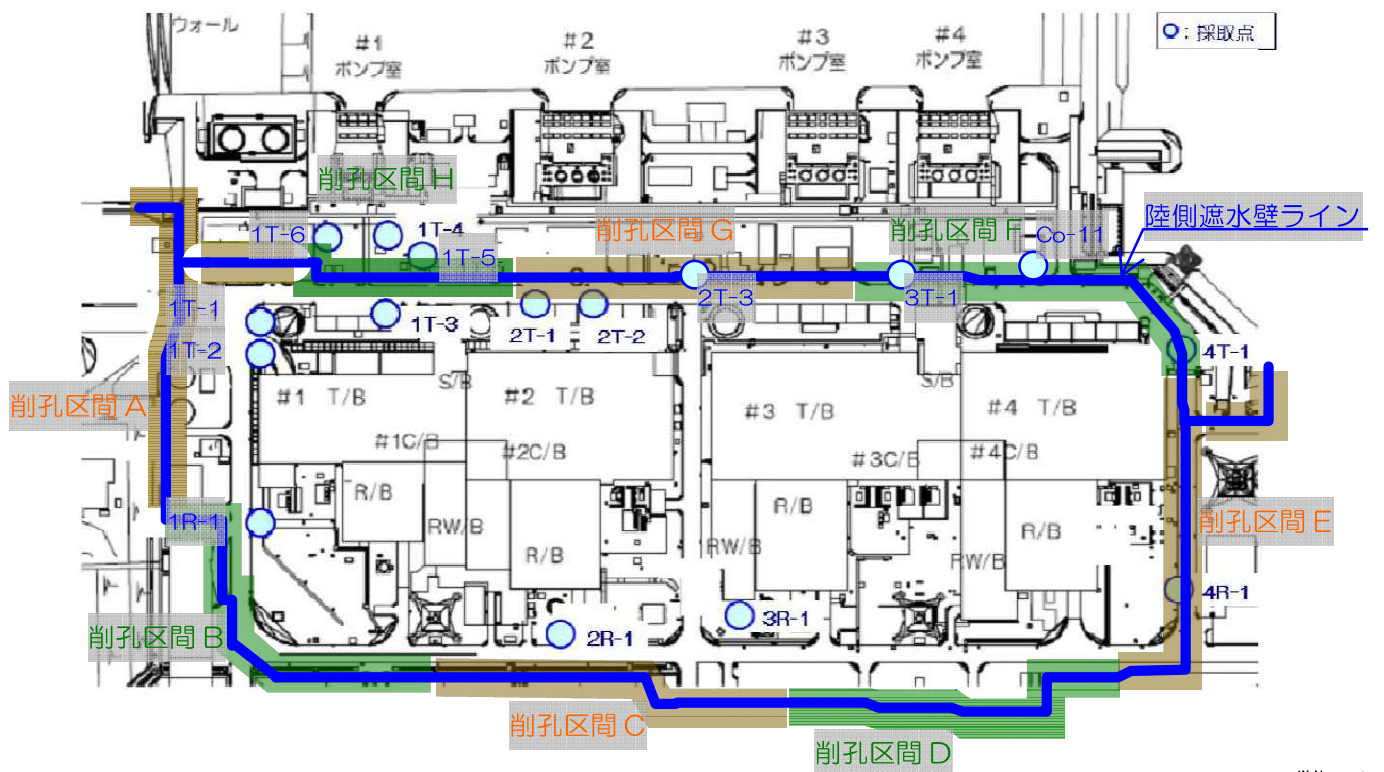 ウォール
#1
ポンプ室
#2
ポンプ室
#3
ポンプ室
#4
ポンプ室
：採取点
削孔区間 H
1T-6
1T-4
1T-5
削孔区間 G
削孔区間 F
Co-11
陸側遮水壁ライン
1T-1
1T-2
1T-3
2T-1
2T-2
2T-3
3T-1
4T-1
削孔区間 A
#1 T/B
S/B
#2 T/B
#3 T/B
S/B
#4 T/B
#1C/B
#2C/B
#3C/B
#4C/B
R/B
RW/B
R/B
R/B
RW/B
R/B
RW/B
1R-1
削孔区間 E
4R-1
削孔区間 B
2R-1
3R-1
削孔区間 C
削孔区間 D